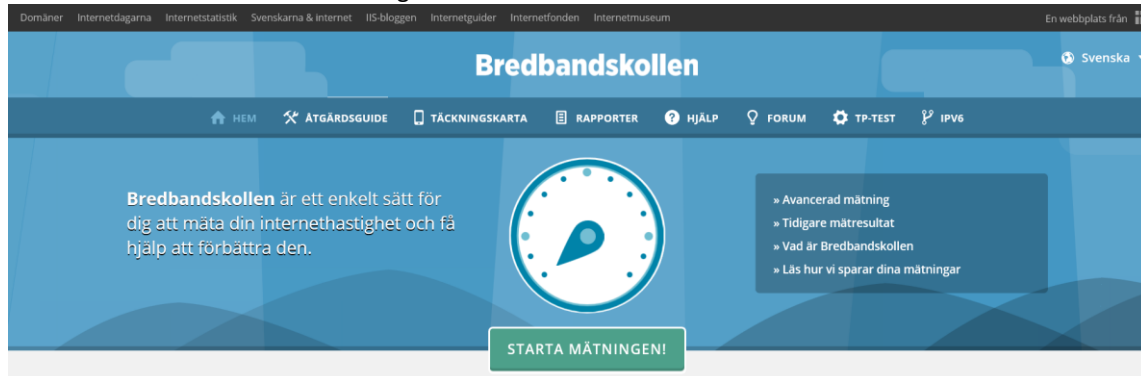 Domäner Internetdagarna Internetstatistik Svenskarna & internet IIS-bloggen Internetguider Internetfonden Internetmuseum En webbplats från
Bredbandskollen
Svenska
HEM ÅTGÄRDSGUIDE TÄCKNINGSKARTA RAPPORTER HJÄLP FORUM TP-TEST IPV6
Bredbandskollen är ett enkelt sätt för
dig att mäta din internethastighet och få
hjälp att förbättra den.
» Avancerad mätning
» Tidigare mätresultat
» Vad är Bredbandskollen
» Läs hur vi sparar dina mätningar
STARTA MÄTNINGEN!